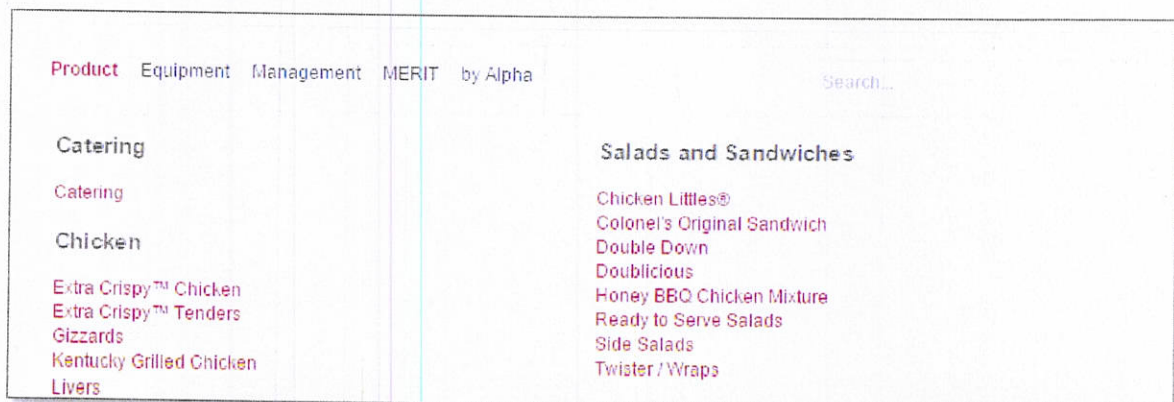 Product Equipment Management MERIT by Alpha
Search...
Catering
Catering
Chicken
Extra Crispy™ Chicken
Extra Crispy™ Tenders
Gizzards
Kentucky Grilled Chicken
Livers
Salads and Sandwiches
Chicken Littles®
Colonel's Original Sandwich
Double Down
Doublicious
Honey BBQ Chicken Mixture
Ready to Serve Salads
Side Salads
Twister / Wraps